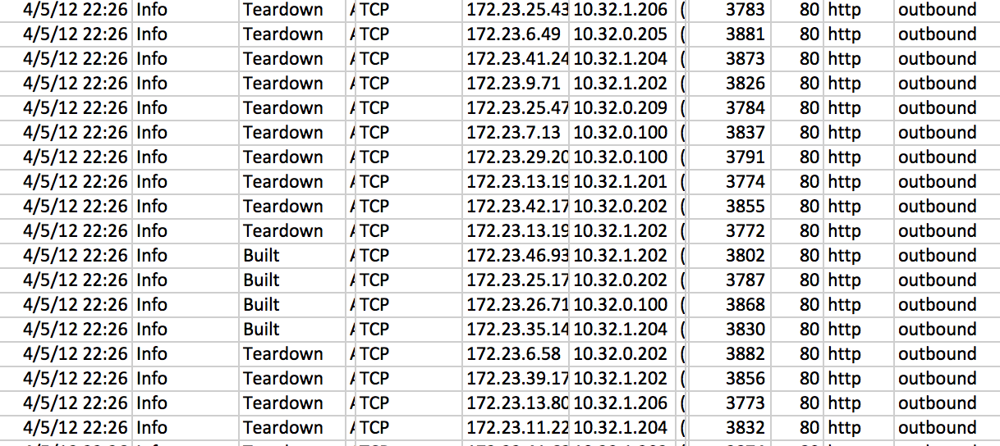 4/5/12 22:26 Info Teardown TCP 172.23.25.43 10.32.1.206 ( 3783 80 http outbound
4/5/12 22:26 Info Teardown TCP 172.23.6.49 10.32.0.205 ( 3881 80 http outbound
4/5/12 22:26 Info Teardown TCP 172.23.41.24 10.32.1.204 ( 3873 80 http outbound
4/5/12 22:26 Info Teardown TCP 172.23.9.71 10.32.1.202 ( 3826 80 http outbound
4/5/12 22:26 Info Teardown TCP 172.23.25.47 10.32.0.209 ( 3784 80 http outbound
4/5/12 22:26 Info Teardown TCP 172.23.7.13 10.32.0.100 ( 3837 80 http outbound
4/5/12 22:26 Info Teardown TCP 172.23.29.20 10.32.0.100 ( 3791 80 http outbound
4/5/12 22:26 Info Teardown TCP 172.23.13.19 10.32.1.201 ( 3774 80 http outbound
4/5/12 22:26 Info Teardown TCP 172.23.42.17 10.32.0.202 ( 3855 80 http outbound
4/5/12 22:26 Info Teardown TCP 172.23.13.19 10.32.1.202 ( 3772 80 http outbound
4/5/12 22:26 Info Built TCP 172.23.46.93 10.32.1.202 ( 3802 80 http outbound
4/5/12 22:26 Info Built TCP 172.23.25.17 10.32.0.202 ( 3787 80 http outbound
4/5/12 22:26 Info Built TCP 172.23.26.71 10.32.0.100 ( 3868 80 http outbound
4/5/12 22:26 Info Built TCP 172.23.35.14 10.32.1.204 ( 3830 80 http outbound
4/5/12 22:26 Info Teardown TCP 172.23.6.58 10.32.0.202 ( 3882 80 http outbound
4/5/12 22:26 Info Teardown TCP 172.23.39.17 10.32.1.202 ( 3856 80 http outbound
4/5/12 22:26 Info Teardown TCP 172.23.13.80 10.32.1.206 ( 3773 80 http outbound
4/5/12 22:26 Info Teardown TCP 172.23.11.22 10.32.1.204 ( 3832 80 http outbound